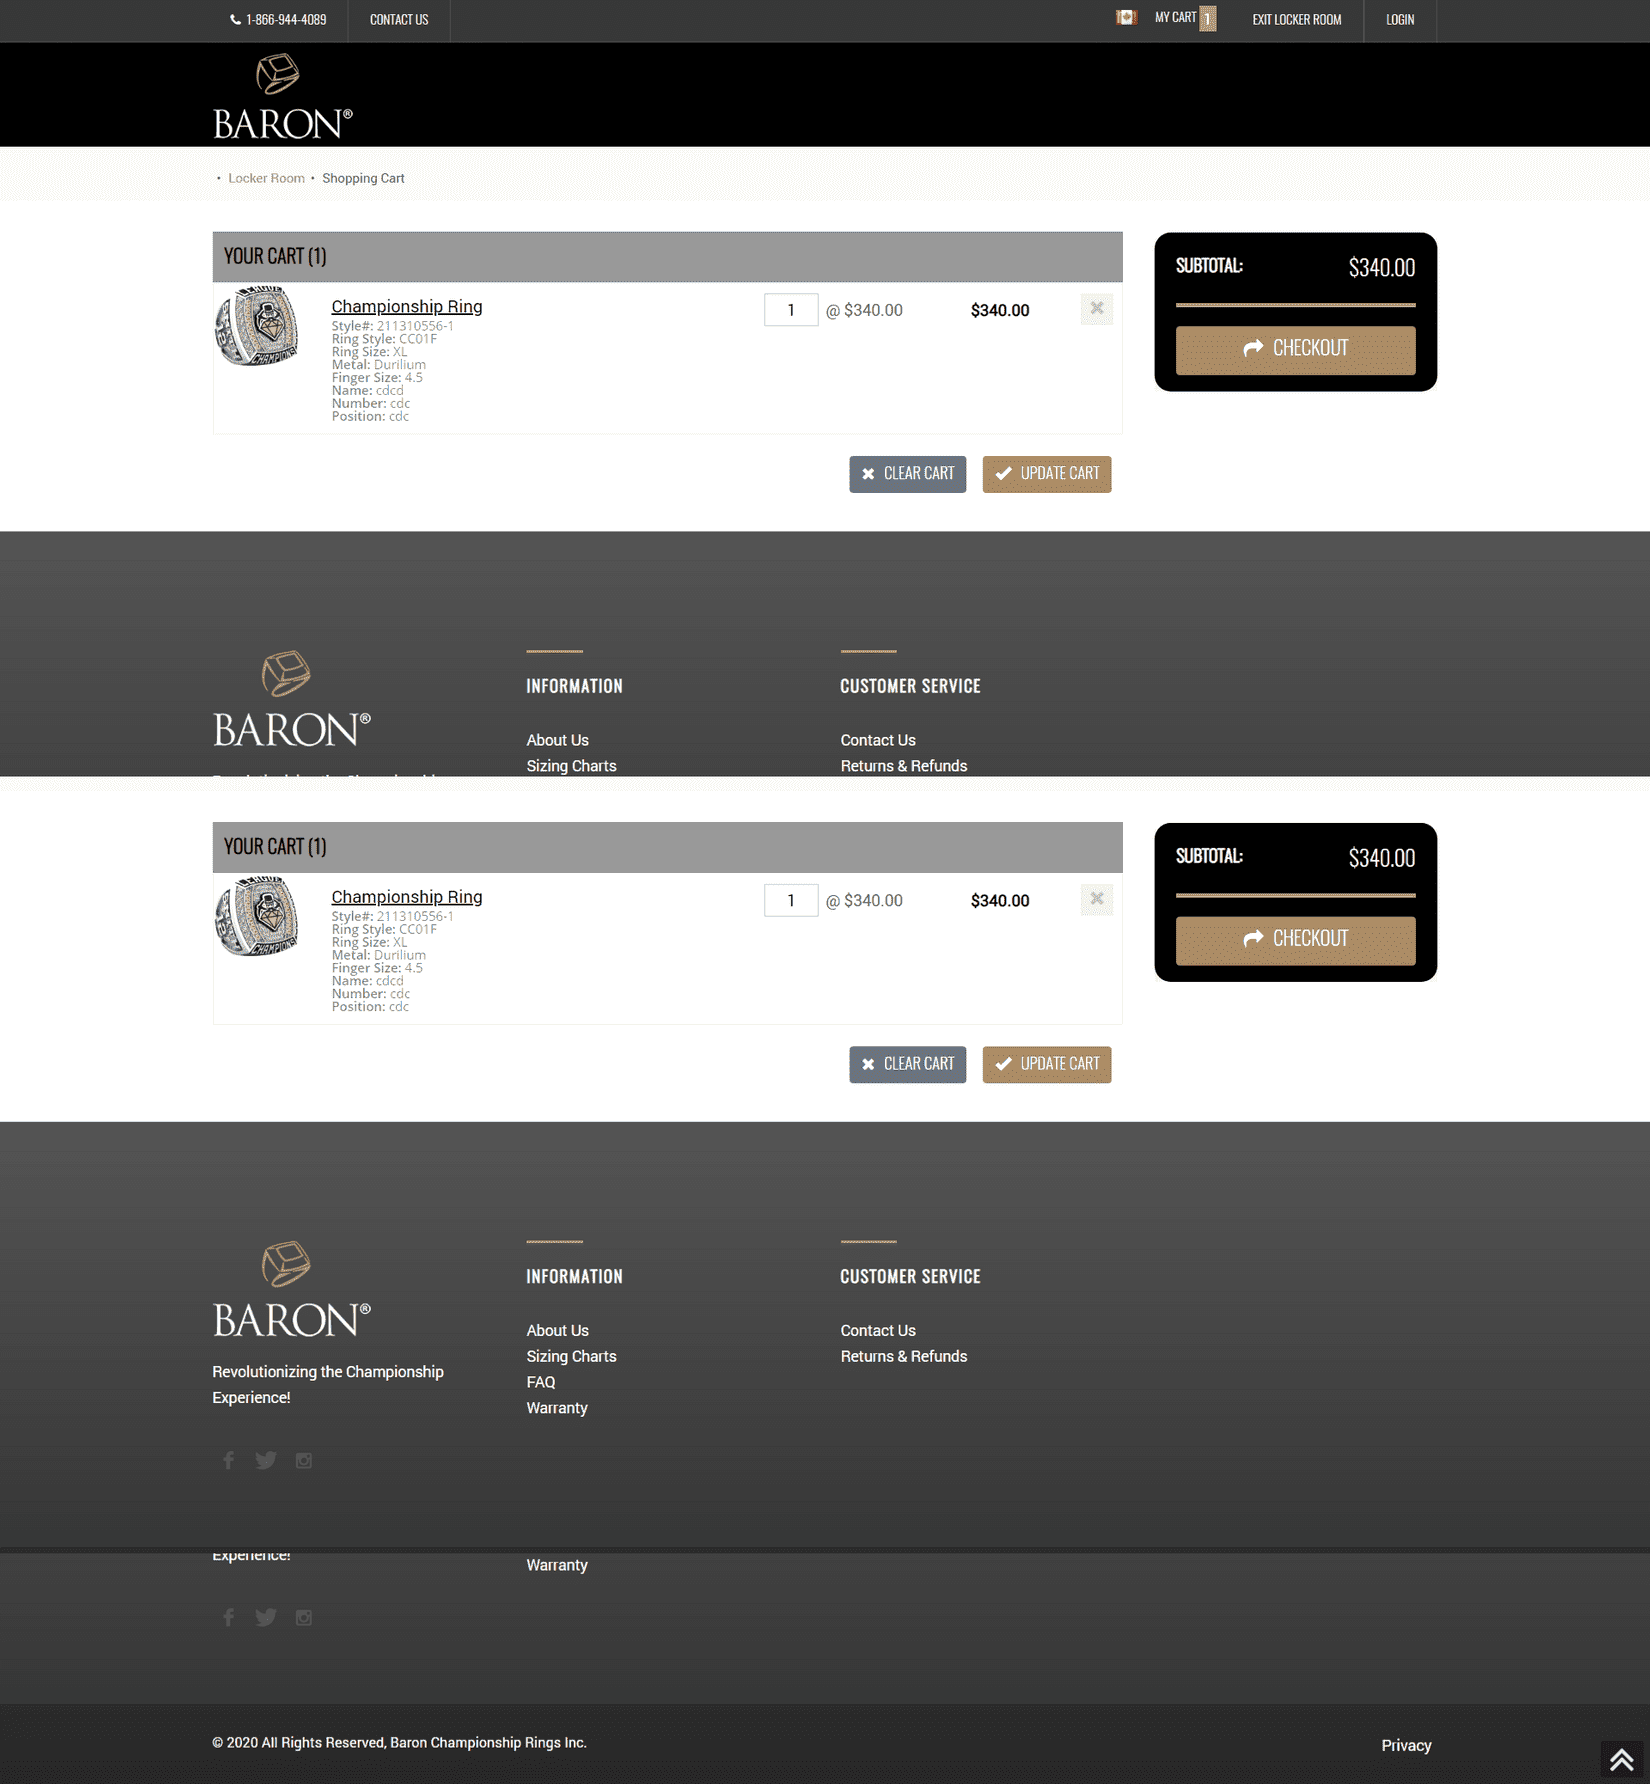 1-866-944-4089 CONTACT US MY CART 1 EXIT LOCKER ROOM LOGIN
BARON®
• Locker Room • Shopping Cart
YOUR CART (1)
Championship Ring
Style#: 211310556-1
Ring Style: CC01F
Ring Size: XL
Metal: Durilium
Finger Size: 4.5
Name: cdcd
Number: cdc
Position: cdc
1 @ $340.00 $340.00
CHAMPIONS
SUBTOTAL: $340.00
CHECKOUT
CLEAR CART UPDATE CART
BARON®
INFORMATION
About Us
Sizing Charts
CUSTOMER SERVICE
Contact Us
Returns & Refunds
YOUR CART (1)
Championship Ring
Style#: 211310556-1
Ring Style: CC01F
Ring Size: XL
Metal: Durilium
Finger Size: 4.5
Name: cdcd
Number: cdc
Position: cdc
1 @ $340.00 $340.00
CHAMPIONS
SUBTOTAL: $340.00
CHECKOUT
CLEAR CART UPDATE CART
BARON®
Revolutionizing the Championship
Experience!
INFORMATION
About Us
Sizing Charts
FAQ
Warranty
CUSTOMER SERVICE
Contact Us
Returns & Refunds
Experience!
Warranty
© 2020 All Rights Reserved, Baron Championship Rings Inc. Privacy